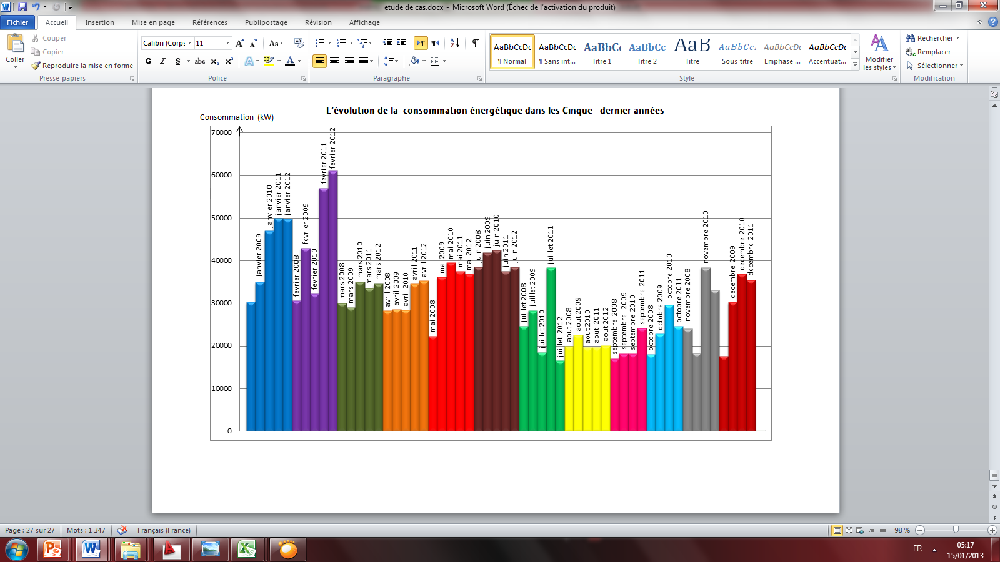 etude de cas.docx - Microsoft Word (Échec de l'activation du produit)
Fichier Accueil Insertion Mise en page Références Publipostage Révision Affichage
Coller
Couper
Copier
Reproduire la mise en forme
Presse-papiers
Calibri (Corps 11
G I S abc x₂ x²
Police
Paragraphe
AaBbCcDc AaBbCcDc AaBbCc AaBbCc AaB AaBbCc. AaBbCcDc AaBbCcDc
¶ Normal ¶ Sans int... Titre 1 Titre 2 Titre Sous-titre Emphase ... Accentuat...
Modifier
les styles
Style
Rechercher
Remplacer
Sélectionner
Modification
L'évolution de la consommation énergétique dans les Cinque dernier années
Consommation (kW)
70000
60000
50000
40000
30000
20000
10000
0
janvier 2009
janvier 2010
janvier 2011
janvier 2012
fevrier 2008
fevrier 2009
fevrier 2010
fevrier 2011
fevrier 2012
mars 2008
mars 2009
mars 2010
mars 2011
mars 2012
avril 2008
avril 2009
avril 2010
avril 2011
avril 2012
mai 2008
mai 2009
mai 2010
mai 2011
mai 2012
juin 2008
juin 2009
juin 2010
juin 2011
juin 2012
juillet 2008
juillet 2009
juillet 2010
juillet 2011
juillet 2012
aout 2008
aout 2009
aout 2010
aout 2011
aout 2012
septembre 2008
septembre 2009
septembre 2010
septembre 2011
octobre 2008
octobre 2009
octobre 2010
octobre 2011
novembre 2008
novembre 2010
decembre 2009
decembre 2010
decembre 2011
Page : 27 sur 27 Mots : 1 347 Français (France) 98 %
FR
05:17
15/01/2013